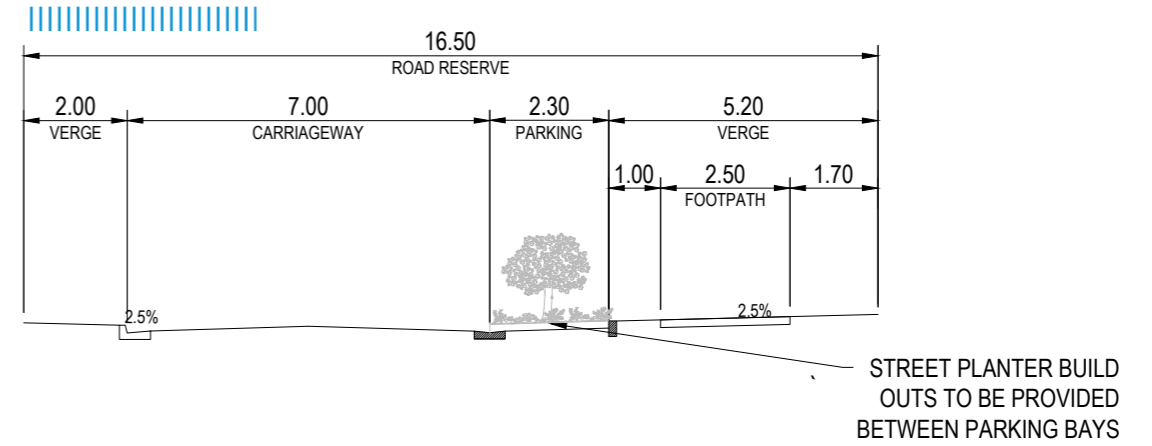 16.50
ROAD RESERVE
2.00 7.00 2.30 5.20
VERGE CARRIAGEWAY PARKING VERGE
1.00 2.50 1.70
FOOTPATH
2.5% 2.5%
STREET PLANTER BUILD
OUTS TO BE PROVIDED
BETWEEN PARKING BAYS